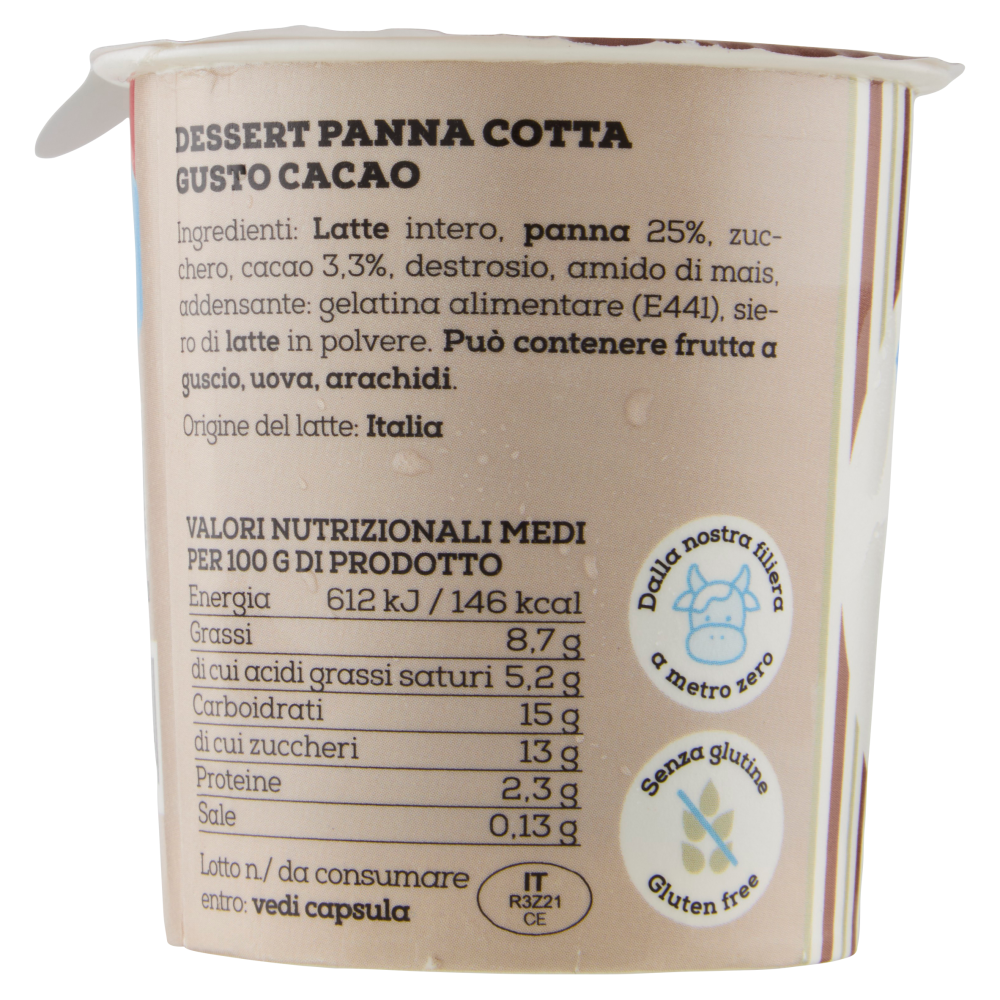 DESSERT PANNA COTTA
GUSTO CACAO
Ingredienti: Latte intero, panna 25%, zuc-
chero, cacao 3,3%, destrosio, amido di mais,
addensante: gelatina alimentare (E441), sie-
ro di latte in polvere. Può contenere frutta a
guscio, uova, arachidi.
Origine del latte: Italia
VALORI NUTRIZIONALI MEDI
PER 100 G DI PRODOTTO
Energia 612 kJ / 146 kcal
Grassi 8,7 g
di cui acidi grassi saturi 5,2 g
Carboidrati 15 g
di cui zuccheri 13 g
Proteine 2,3 g
Sale 0,13 g
Lotto n./ da consumare
entro: vedi capsula
IT
R3Z21
CE
Dalla nostra filiera
a metro zero
Senza glutine
Gluten free